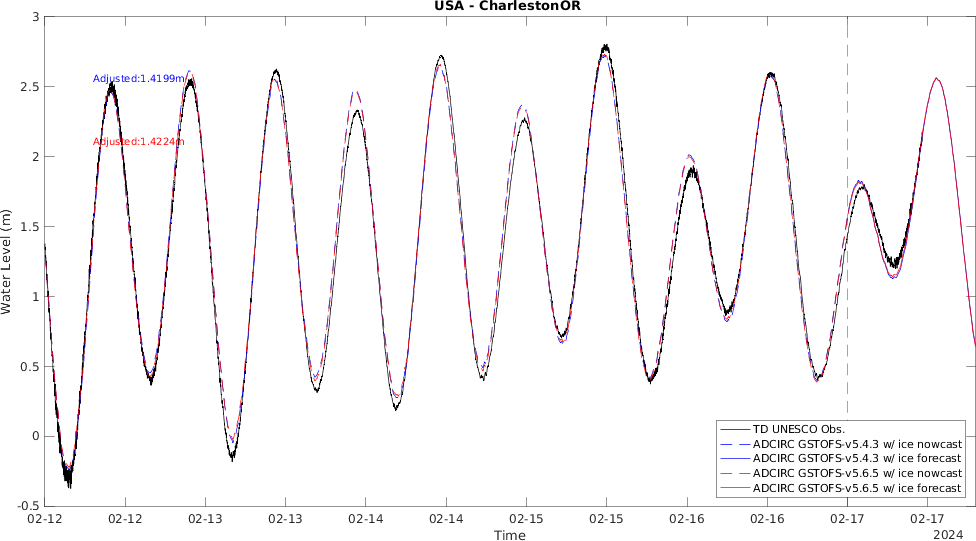 USA - CharlestonOR
3
2.5
2
1.5
1
0.5
0
-0.5
Water Level (m)
Adjusted:1.4199m
Adjusted:1.4224m
TD UNESCO Obs.
ADCIRC GSTOFS-v5.4.3 w/ ice nowcast
ADCIRC GSTOFS-v5.4.3 w/ ice forecast
ADCIRC GSTOFS-v5.6.5 w/ ice nowcast
ADCIRC GSTOFS-v5.6.5 w/ ice forecast
02-12 02-12 02-13 02-13 02-14 02-14 02-15 02-15 02-16 02-16 02-17 02-17
Time
2024